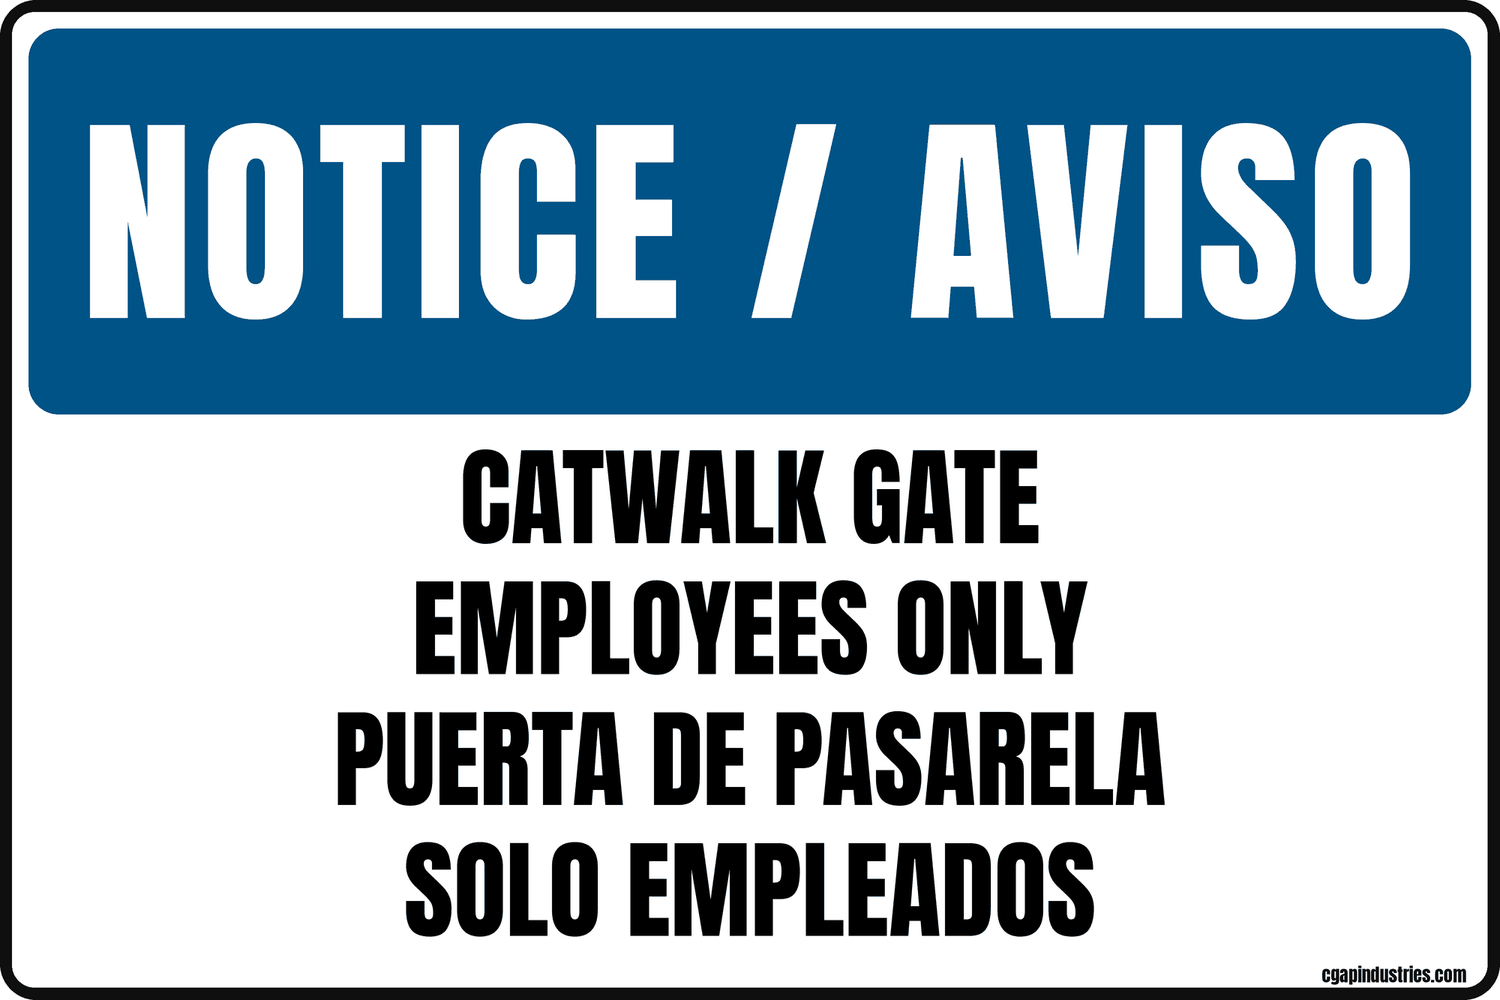 NOTICE / AVISO
CATWALK GATE
EMPLOYEES ONLY
PUERTA DE PASARELA
SOLO EMPLEADOS
cgapindustries.com